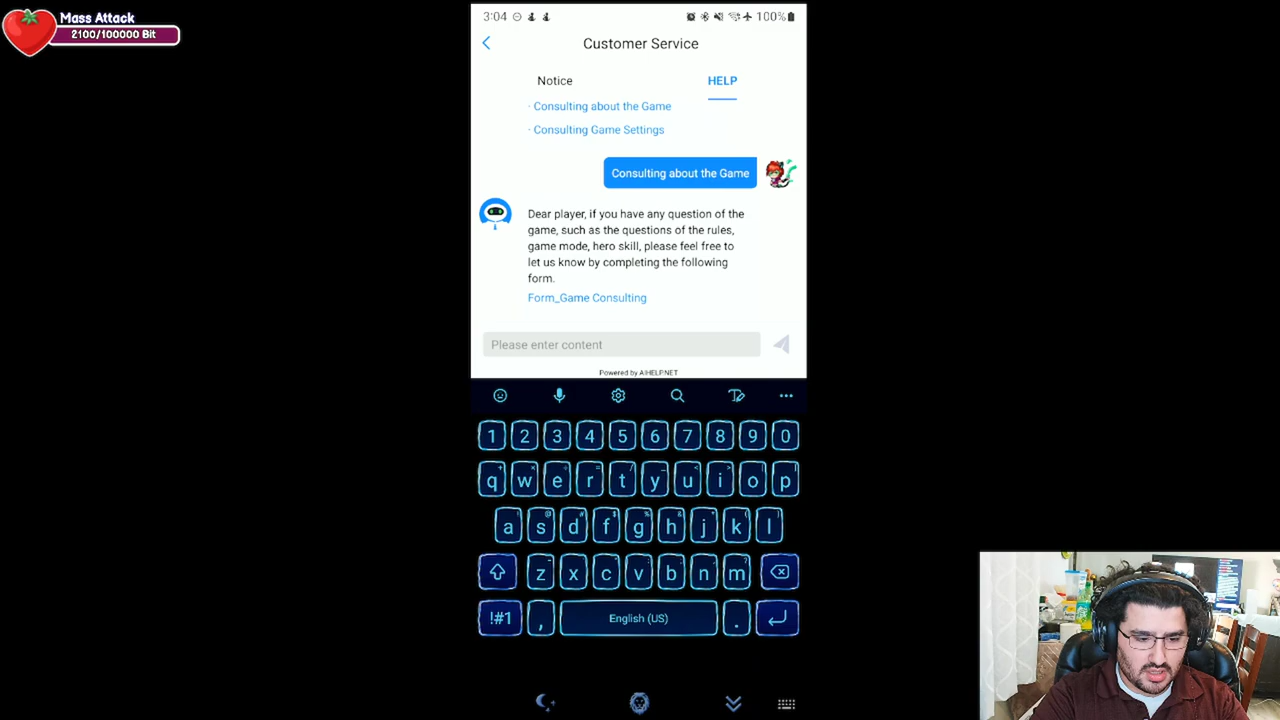 Mass Attack
2100/100000 Bit
3:04 100%
Customer Service
Notice HELP
· Consulting about the Game
· Consulting Game Settings
Consulting about the Game
Dear player, if you have any question of the
game, such as the questions of the rules,
game mode, hero skill, please feel free to
let us know by completing the following
form.
Form_Game Consulting
Please enter content
Powered by AIHELP.NET
1 2 3 4 5 6 7 8 9 0
q w e r t y u i o p
a s d f g h j k l
z x c v b n m
!#1 , English (US) .